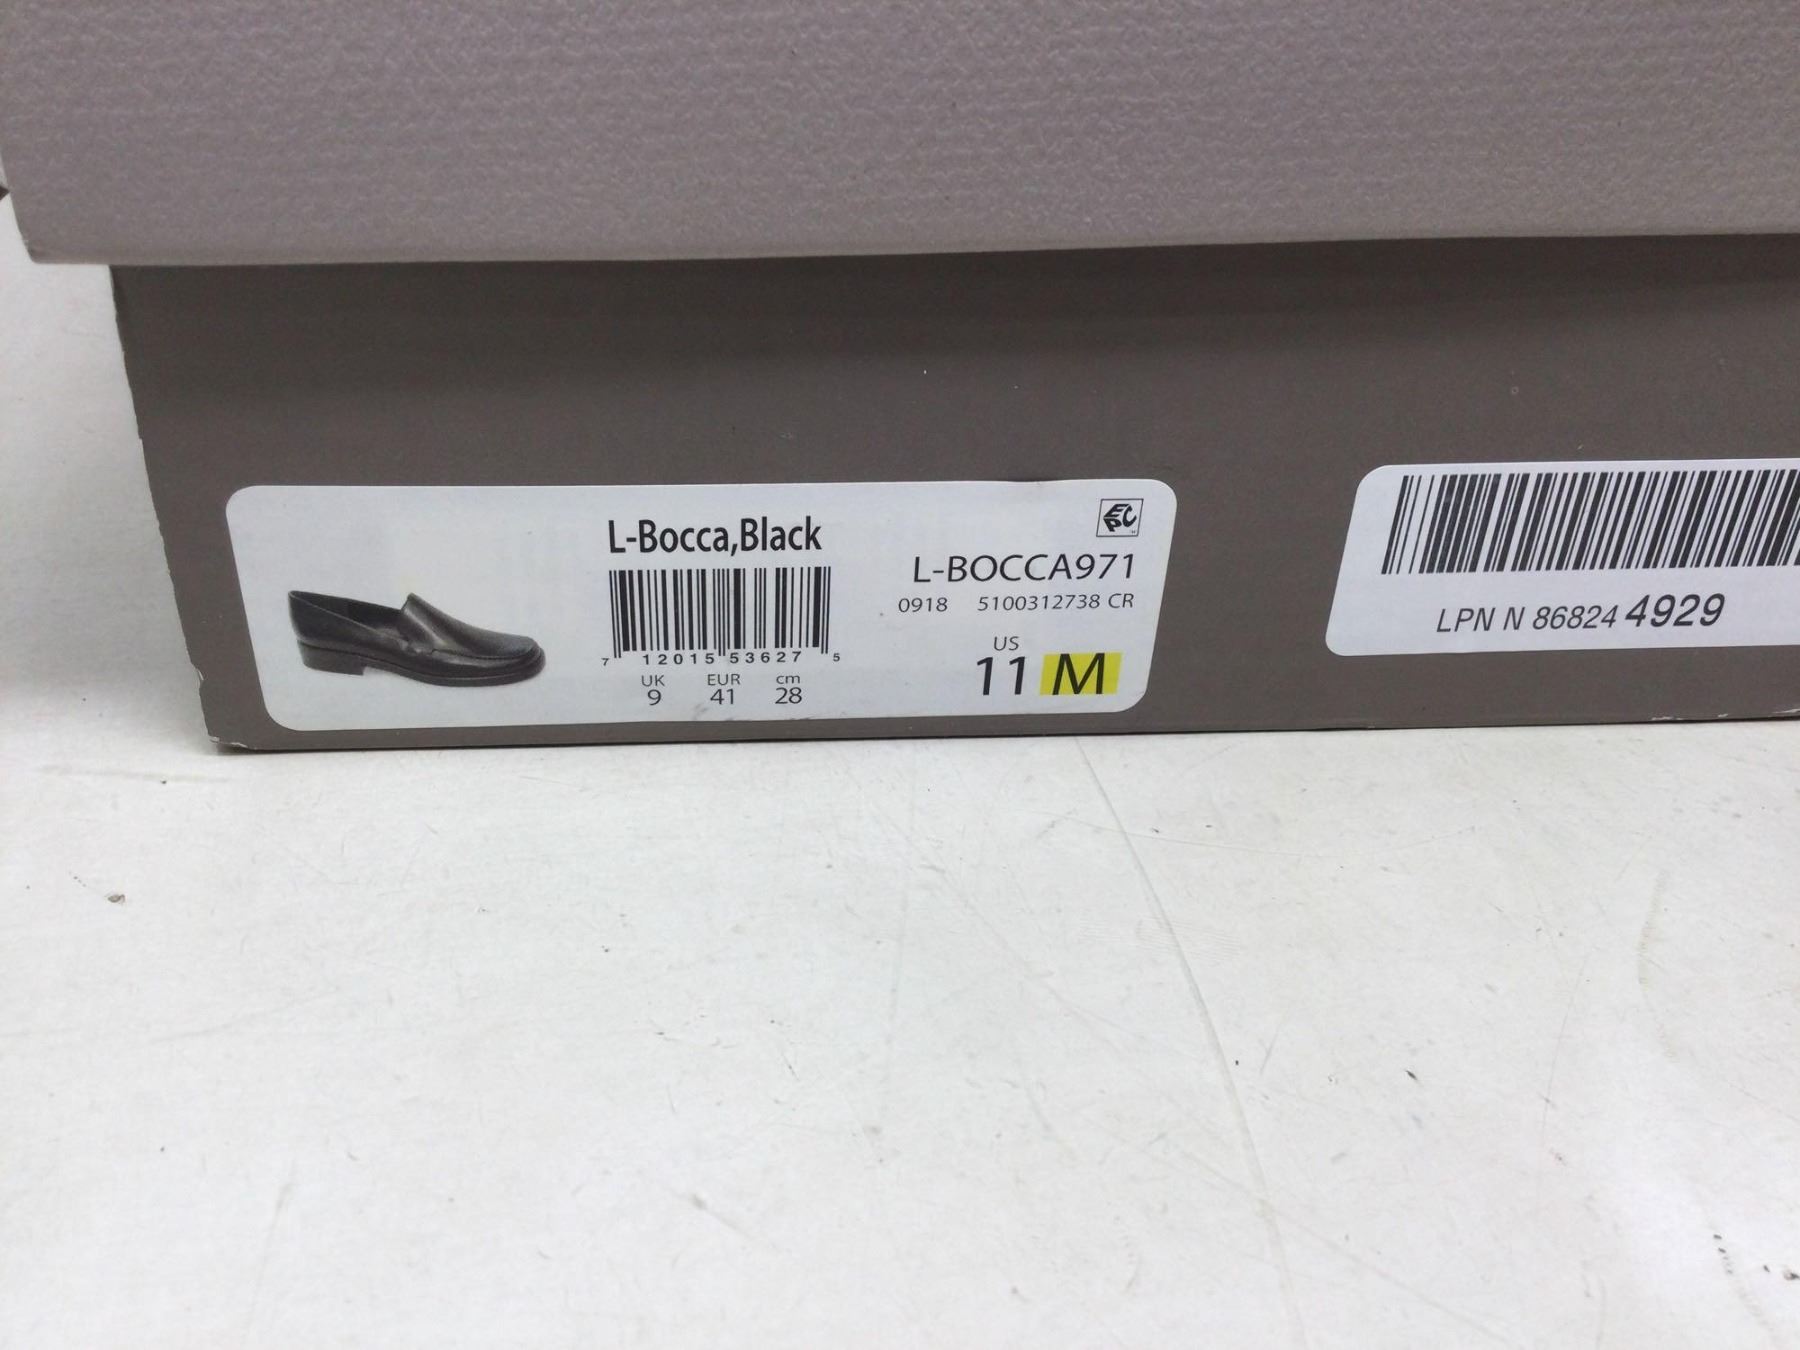 L-Bocca,Black
7 12015 53627 5
UK EUR cm
9 41 28
EPC
L-BOCCA971
0918 5100312738 CR
US
11 M
LPN N 86824 4929